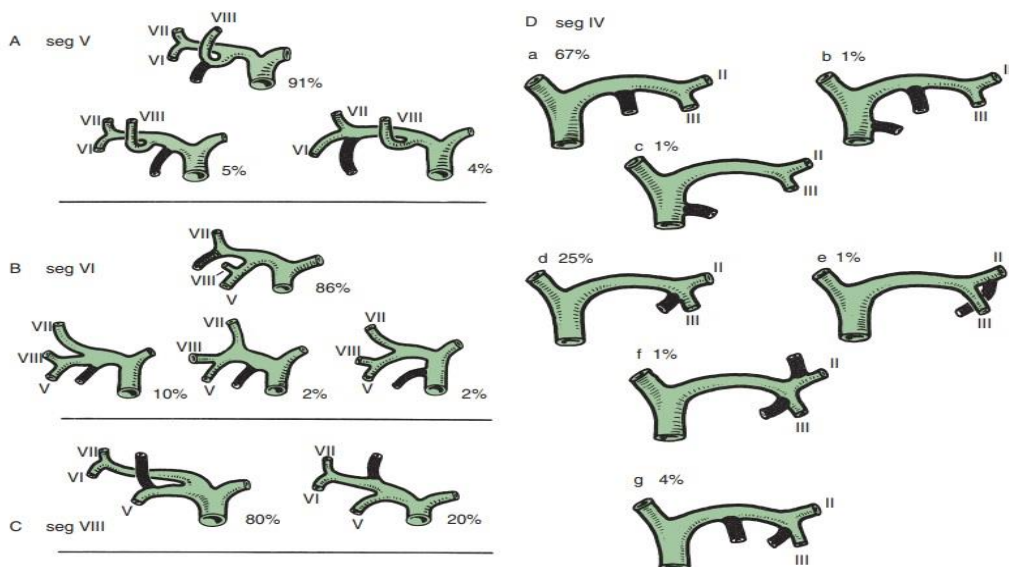 A seg V
VII
VIII
VI
91%
VII
VIII
VI
5%
VII
VIII
VI
4%
B seg VI
VII
VIII
V
86%
VII
VIII
V
10%
VII
VIII
V
2%
VII
VIII
V
2%
C seg VIII
VII
VI
V
80%
VII
VI
V
20%
D seg IV
a 67%
II
III
b 1%
III
c 1%
II
III
d 25%
II
III
e 1%
II
III
f 1%
II
III
g 4%
II
III